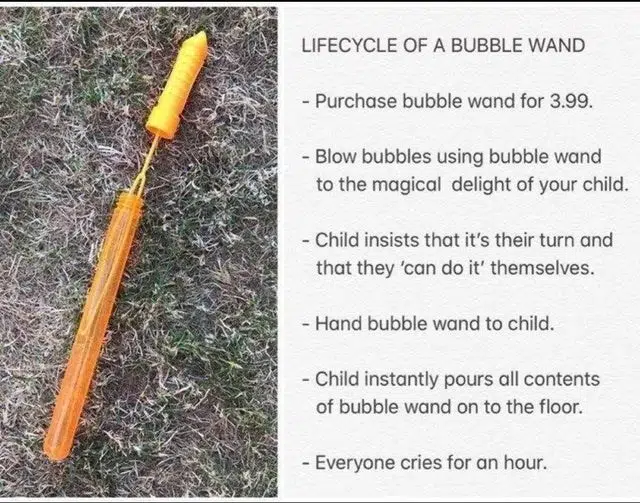 LIFECYCLE OF A BUBBLE WAND
- Purchase bubble wand for 3.99.
- Blow bubbles using bubble wand
to the magical delight of your child.
- Child insists that it's their turn and
that they 'can do it' themselves.
- Hand bubble wand to child.
- Child instantly pours all contents
of bubble wand on to the floor.
- Everyone cries for an hour.